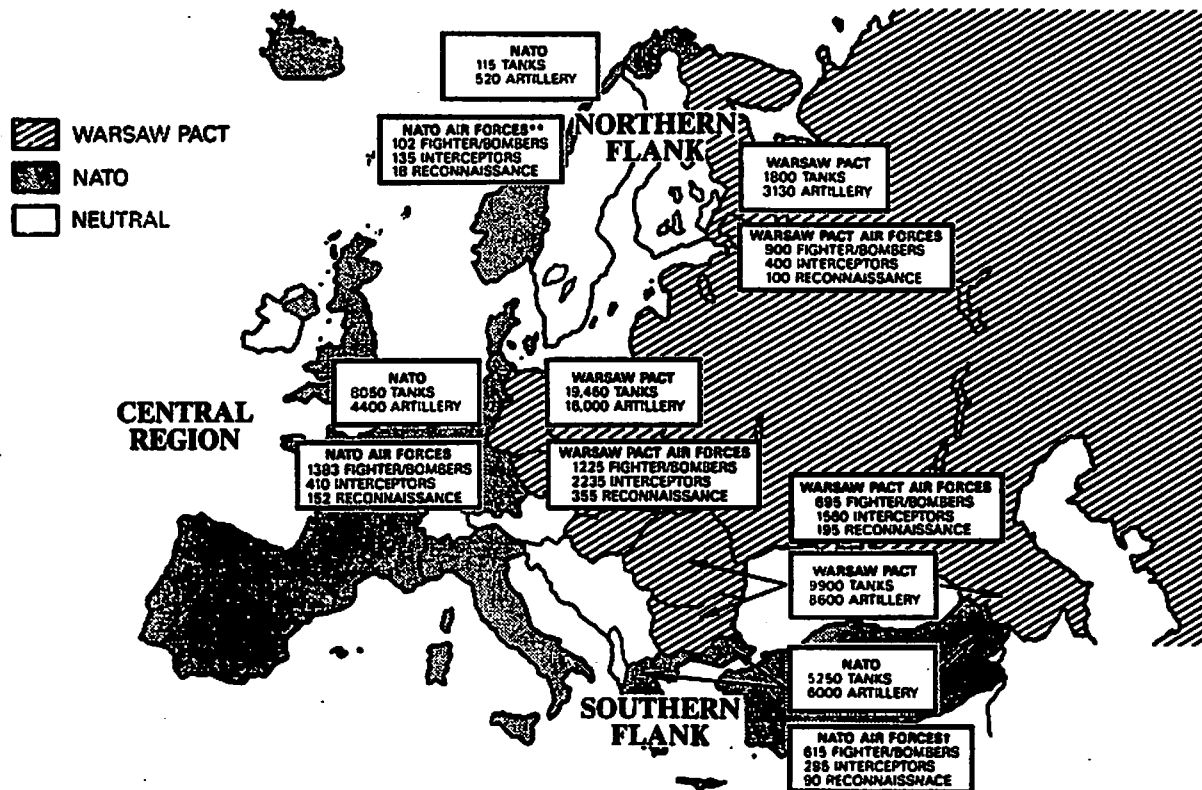 WARSAW PACT
NATO
NEUTRAL
NATO
115 TANKS
520 ARTILLERY
NATO AIR FORCES**
102 FIGHTER/BOMBERS
135 INTERCEPTORS
18 RECONNAISSANCE
NORTHERN
FLANK
WARSAW PACT
1800 TANKS
3130 ARTILLERY
WARSAW PACT AIR FORCES
900 FIGHTER/BOMBERS
400 INTERCEPTORS
100 RECONNAISSANCE
CENTRAL
REGION
NATO
8050 TANKS
4400 ARTILLERY
WARSAW PACT
19,460 TANKS
16,000 ARTILLERY
NATO AIR FORCES
1383 FIGHTER/BOMBERS
410 INTERCEPTORS
152 RECONNAISSANCE
WARSAW PACT AIR FORCES
1225 FIGHTER/BOMBERS
2235 INTERCEPTORS
355 RECONNAISSANCE
WARSAW PACT AIR FORCES
695 FIGHTER/BOMBERS
1560 INTERCEPTORS
195 RECONNAISSANCE
WARSAW PACT
9900 TANKS
8600 ARTILLERY
NATO
5250 TANKS
6000 ARTILLERY
SOUTHERN
FLANK
NATO AIR FORCES†
615 FIGHTER/BOMBERS
INTERCEPTORS
90 RECONNAISSNACE